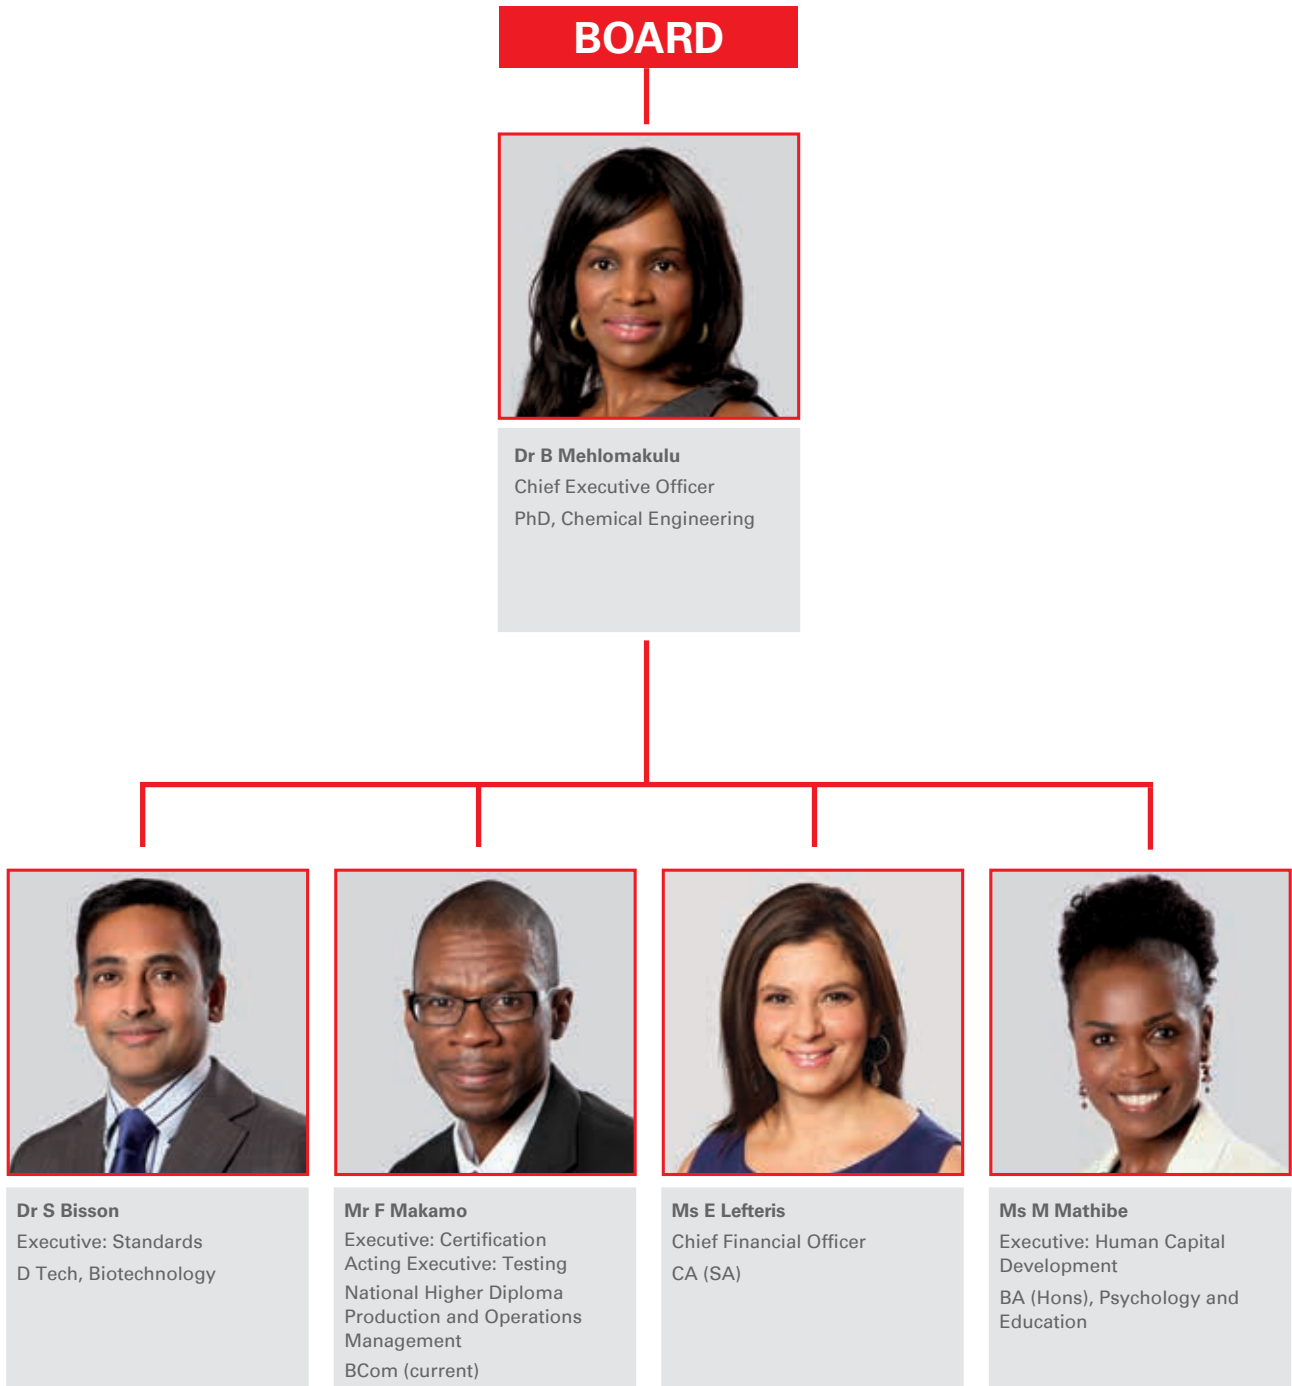 BOARD
Dr B Mehlomakulu
Chief Executive Officer
PhD, Chemical Engineering
Dr S Bisson
Executive: Standards
D Tech, Biotechnology
Mr F Makamo
Executive: Certification
Acting Executive: Testing
National Higher Diploma
Production and Operations
Management
BCom (current)
Ms E Lefteris
Chief Financial Officer
CA (SA)
Ms M Mathibe
Executive: Human Capital
Development
BA (Hons), Psychology and
Education